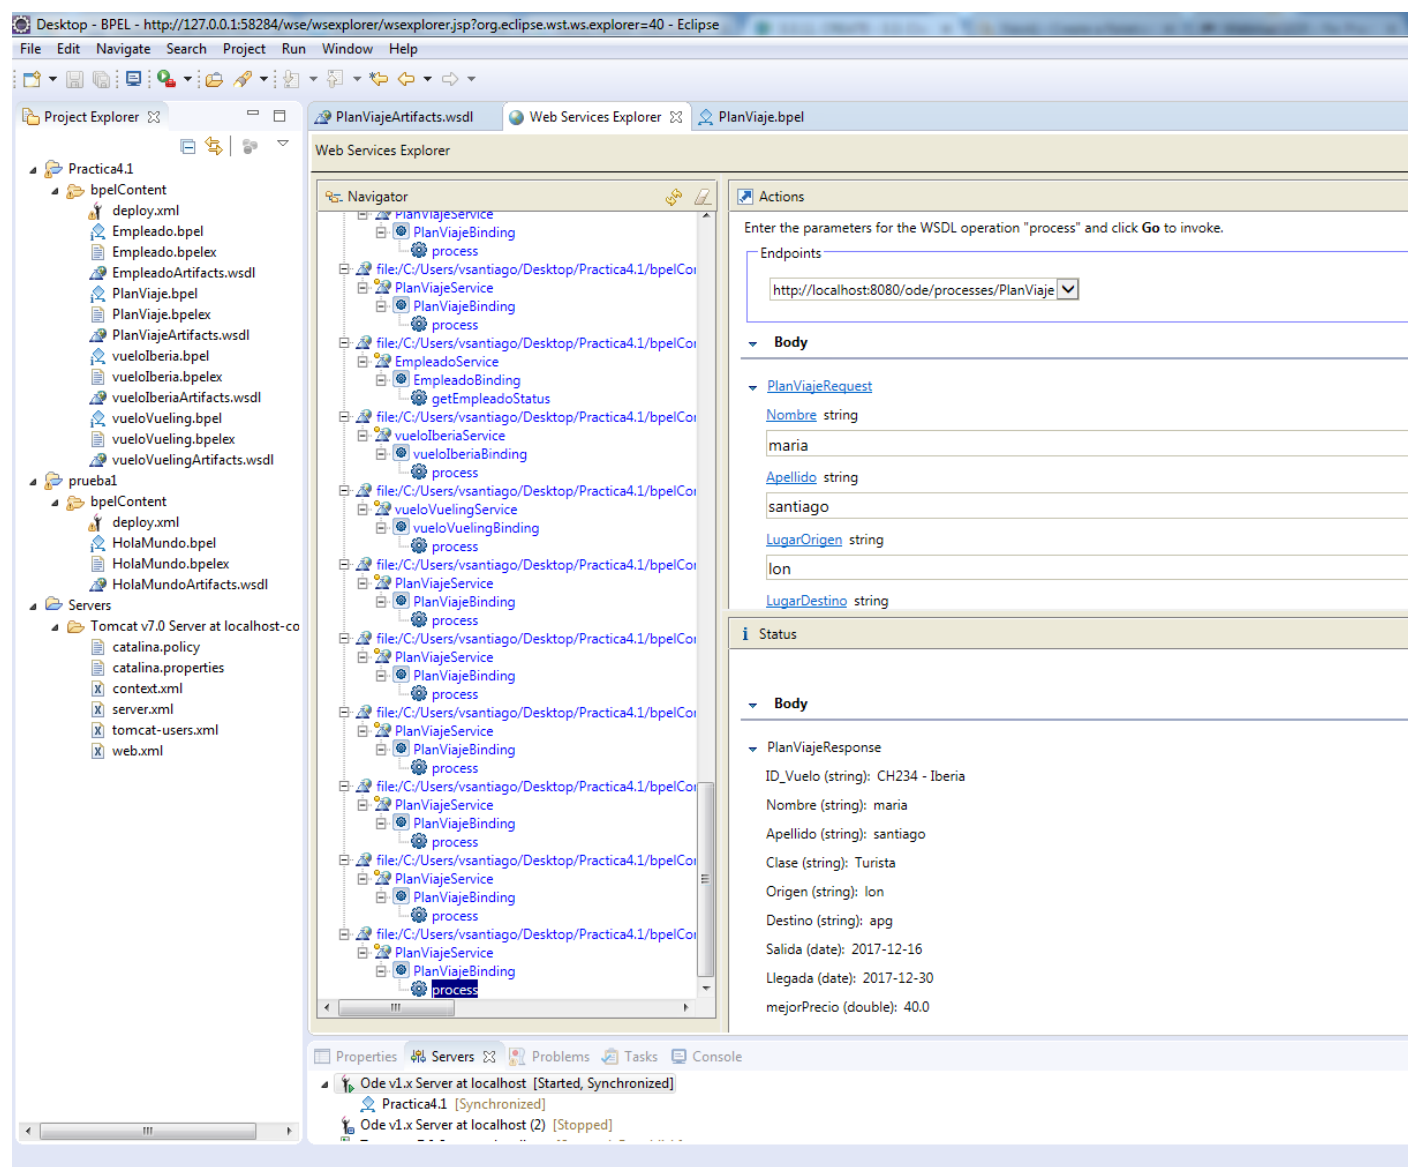 Desktop - BPEL - http://127.0.0.1:58284/wse/wsexplorer/wsexplorer.jsp?org.eclipse.wst.ws.explorer=40 - Eclipse
File Edit Navigate Search Project Run Window Help
Project Explorer
Practica4.1
bpelContent
deploy.xml
Empleado.bpel
Empleado.bpelex
EmpleadoArtifacts.wsdl
PlanViaje.bpel
PlanViaje.bpelex
PlanViajeArtifacts.wsdl
vueloIberia.bpel
vueloIberia.bpelex
vueloIberiaArtifacts.wsdl
vueloVueling.bpel
vueloVueling.bpelex
vueloVuelingArtifacts.wsdl
prueba1
bpelContent
deploy.xml
HolaMundo.bpel
HolaMundo.bpelex
HolaMundoArtifacts.wsdl
Servers
Tomcat v7.0 Server at localhost-co
catalina.policy
catalina.properties
context.xml
server.xml
tomcat-users.xml
web.xml
PlanViajeArtifacts.wsdl
Web Services Explorer
PlanViaje.bpel
Web Services Explorer
Navigator
PlanViajeService
PlanViajeBinding
process
file:/C:/Users/vsantiago/Desktop/Practica4.1/bpelCor
PlanViajeService
PlanViajeBinding
process
file:/C:/Users/vsantiago/Desktop/Practica4.1/bpelCor
EmpleadoService
EmpleadoBinding
getEmpleadoStatus
file:/C:/Users/vsantiago/Desktop/Practica4.1/bpelCor
vueloIberiaService
vueloIberiaBinding
process
file:/C:/Users/vsantiago/Desktop/Practica4.1/bpelCor
vueloVuelingService
vueloVuelingBinding
process
file:/C:/Users/vsantiago/Desktop/Practica4.1/bpelCor
PlanViajeService
PlanViajeBinding
process
file:/C:/Users/vsantiago/Desktop/Practica4.1/bpelCor
PlanViajeService
PlanViajeBinding
process
file:/C:/Users/vsantiago/Desktop/Practica4.1/bpelCor
PlanViajeService
PlanViajeBinding
process
file:/C:/Users/vsantiago/Desktop/Practica4.1/bpelCor
PlanViajeService
PlanViajeBinding
process
file:/C:/Users/vsantiago/Desktop/Practica4.1/bpelCor
PlanViajeService
PlanViajeBinding
process
file:/C:/Users/vsantiago/Desktop/Practica4.1/bpelCor
PlanViajeService
PlanViajeBinding
process
Actions
Enter the parameters for the WSDL operation "process" and click Go to invoke.
Endpoints
http://localhost:8080/ode/processes/PlanViaje
Body
PlanViajeRequest
Nombre string
maria
Apellido string
santiago
LugarOrigen string
lon
LugarDestino string
Status
Body
PlanViajeResponse
ID_Vuelo (string): CH234 - Iberia
Nombre (string): maria
Apellido (string): santiago
Clase (string): Turista
Origen (string): lon
Destino (string): apg
Salida (date): 2017-12-16
Llegada (date): 2017-12-30
mejorPrecio (double): 40.0
Properties Servers Problems Tasks Console
Ode v1.x Server at localhost [Started, Synchronized]
Practica4.1 [Synchronized]
Ode v1.x Server at localhost (2) [Stopped]